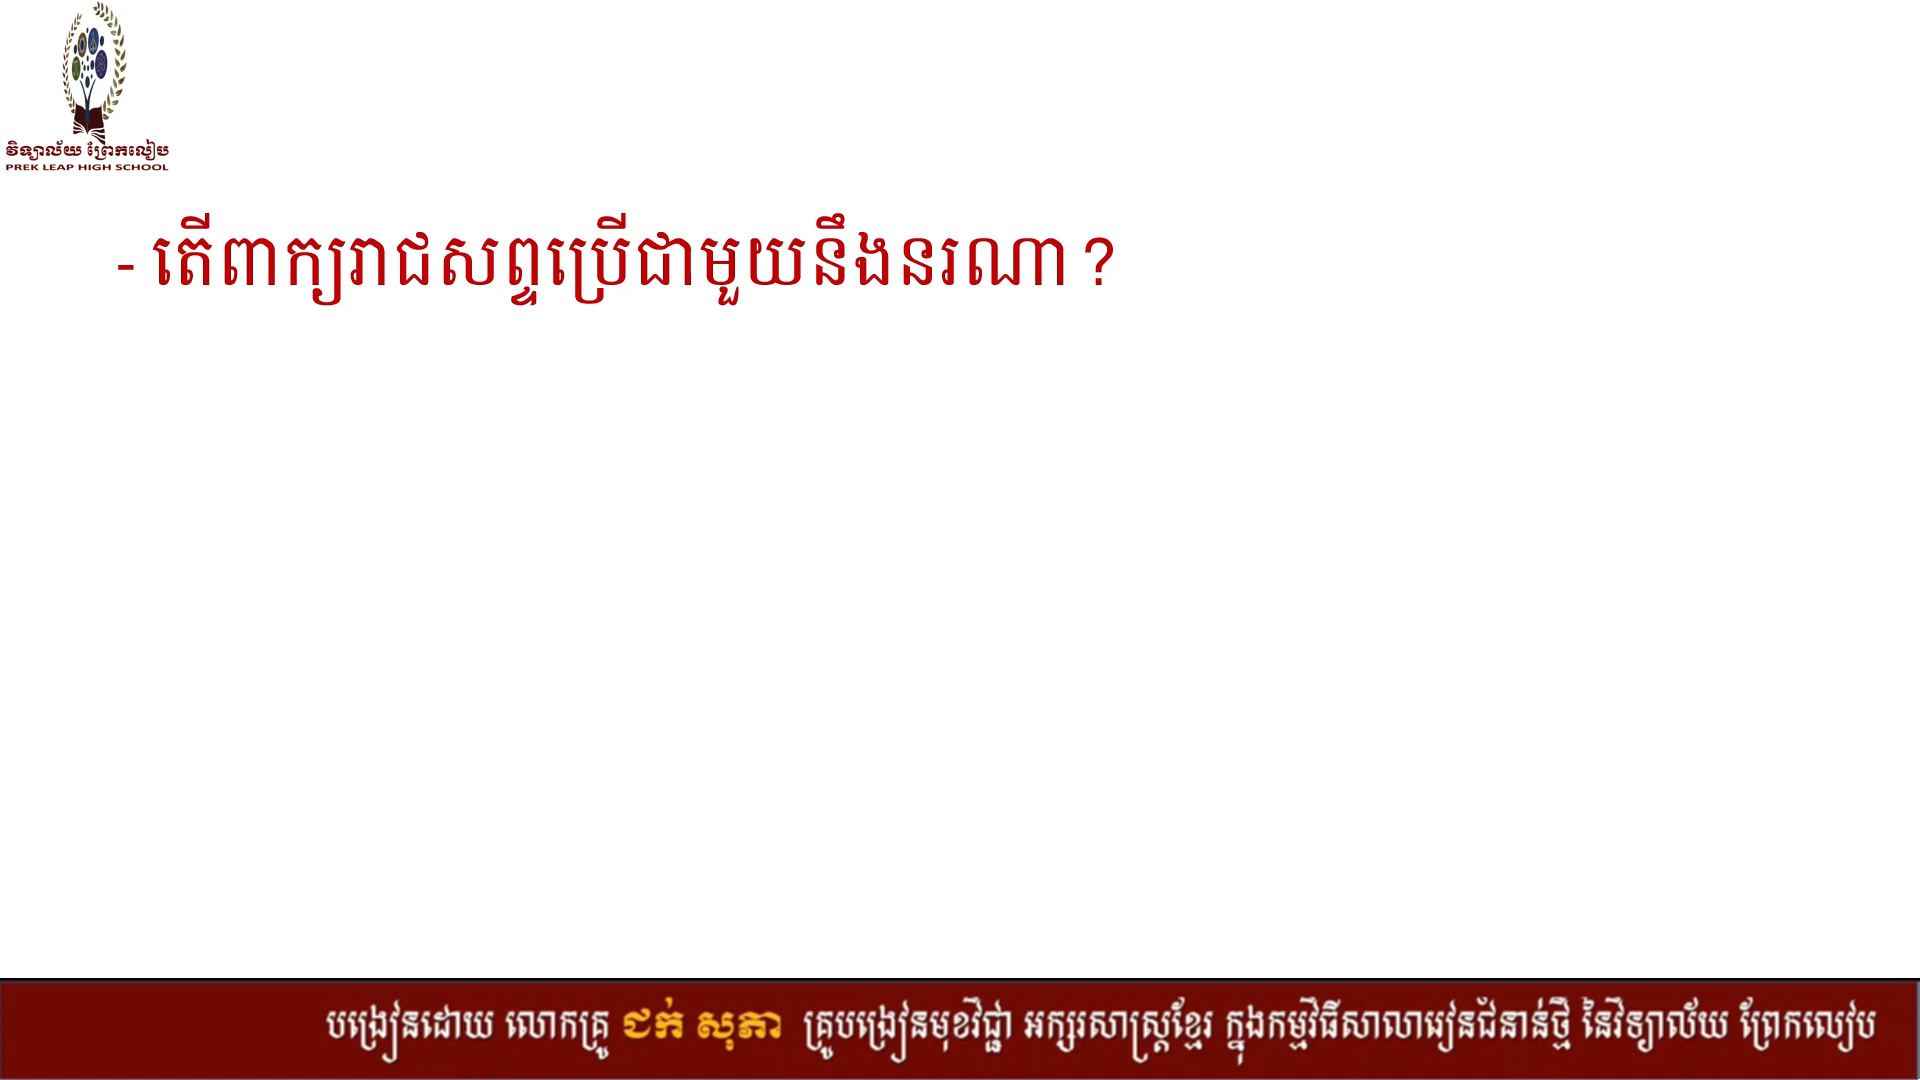 វិទ្យាល័យ ព្រែកលៀប
PREK LEAP HIGH SCHOOL
- តើពាក្យរាជសព្ទប្រើជាមួយនឹងនរណា ?
បង្រៀនដោយ លោកគ្រូ ជក់ សុភា គ្រូបង្រៀនមុខវិជ្ជា អក្សរសាស្ត្រខ្មែរ ក្នុងកម្មវិធីសាលារៀនជំនាន់ថ្មី នៃវិទ្យាល័យ ព្រែកលៀប